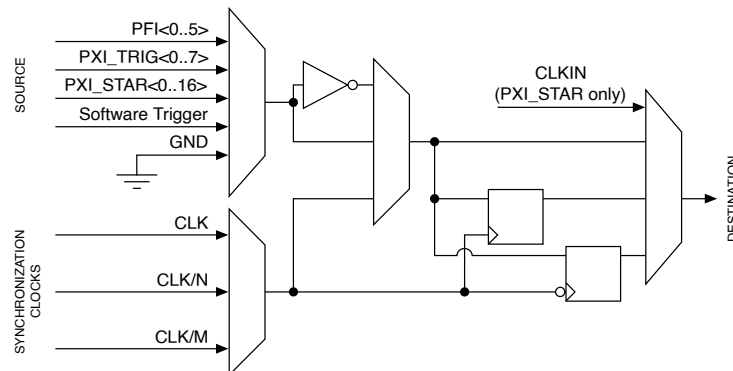 SOURCE
PFI<0..5>
PXI_TRIG<0..7>
PXI_STAR<0..16>
Software Trigger
GND
SYNCHRONIZATION
CLOCKS
CLK
CLK/N
CLK/M
CLKIN
(PXI_STAR only)
DESTINATION